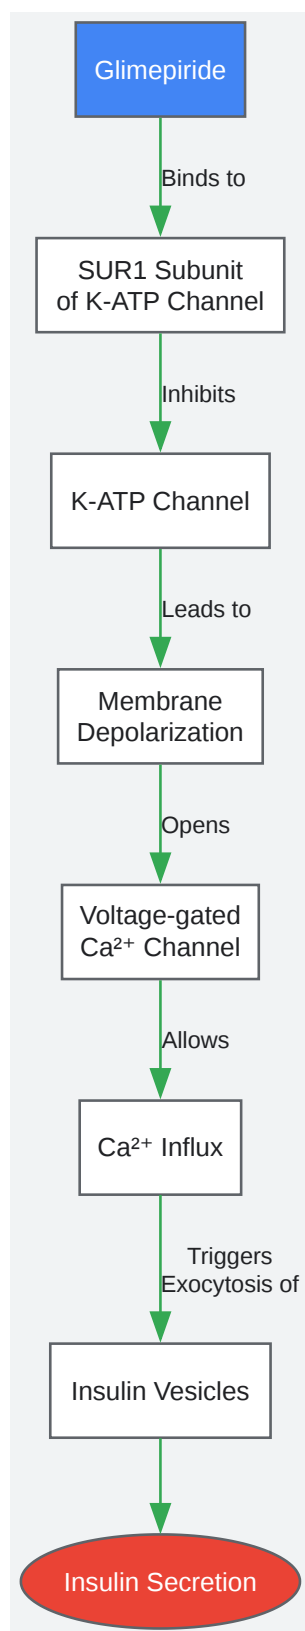 Glimepiride
Binds to
SUR1 Subunit
of K-ATP Channel
Inhibits
K-ATP Channel
Leads to
Membrane
Depolarization
Opens
Voltage-gated
Ca²⁺ Channel
Allows
Ca²⁺ Influx
Triggers
Exocytosis of
Insulin Vesicles
Insulin Secretion